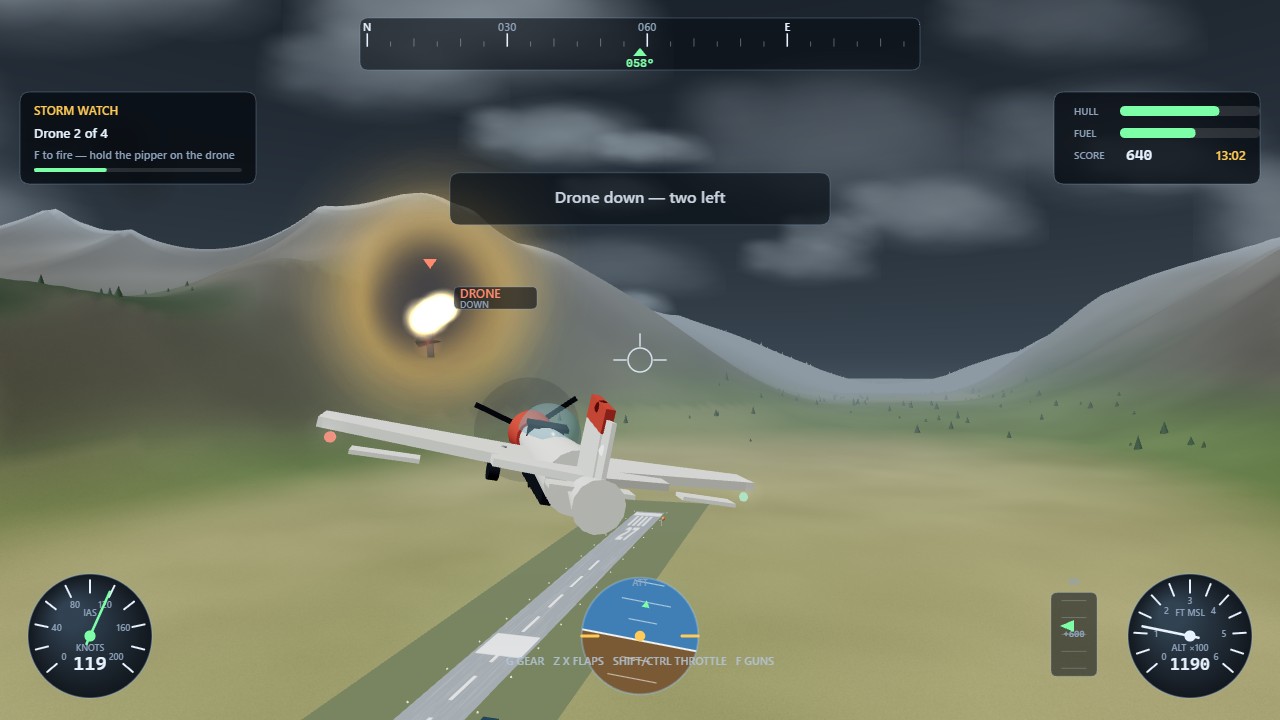 N 030 060 E
058°
STORM WATCH
Drone 2 of 4
F to fire — hold the pipper on the drone
HULL
FUEL
SCORE 640 13:02
Drone down — two left
DRONE
DOWN
ATT
G GEAR Z X FLAPS SHIFT/CTRL THROTTLE F GUNS
0 40 80 120 160 200
IAS
KNOTS
119
+600
0 1 2 3 4 5 6
FT MSL
ALT ×100
1190